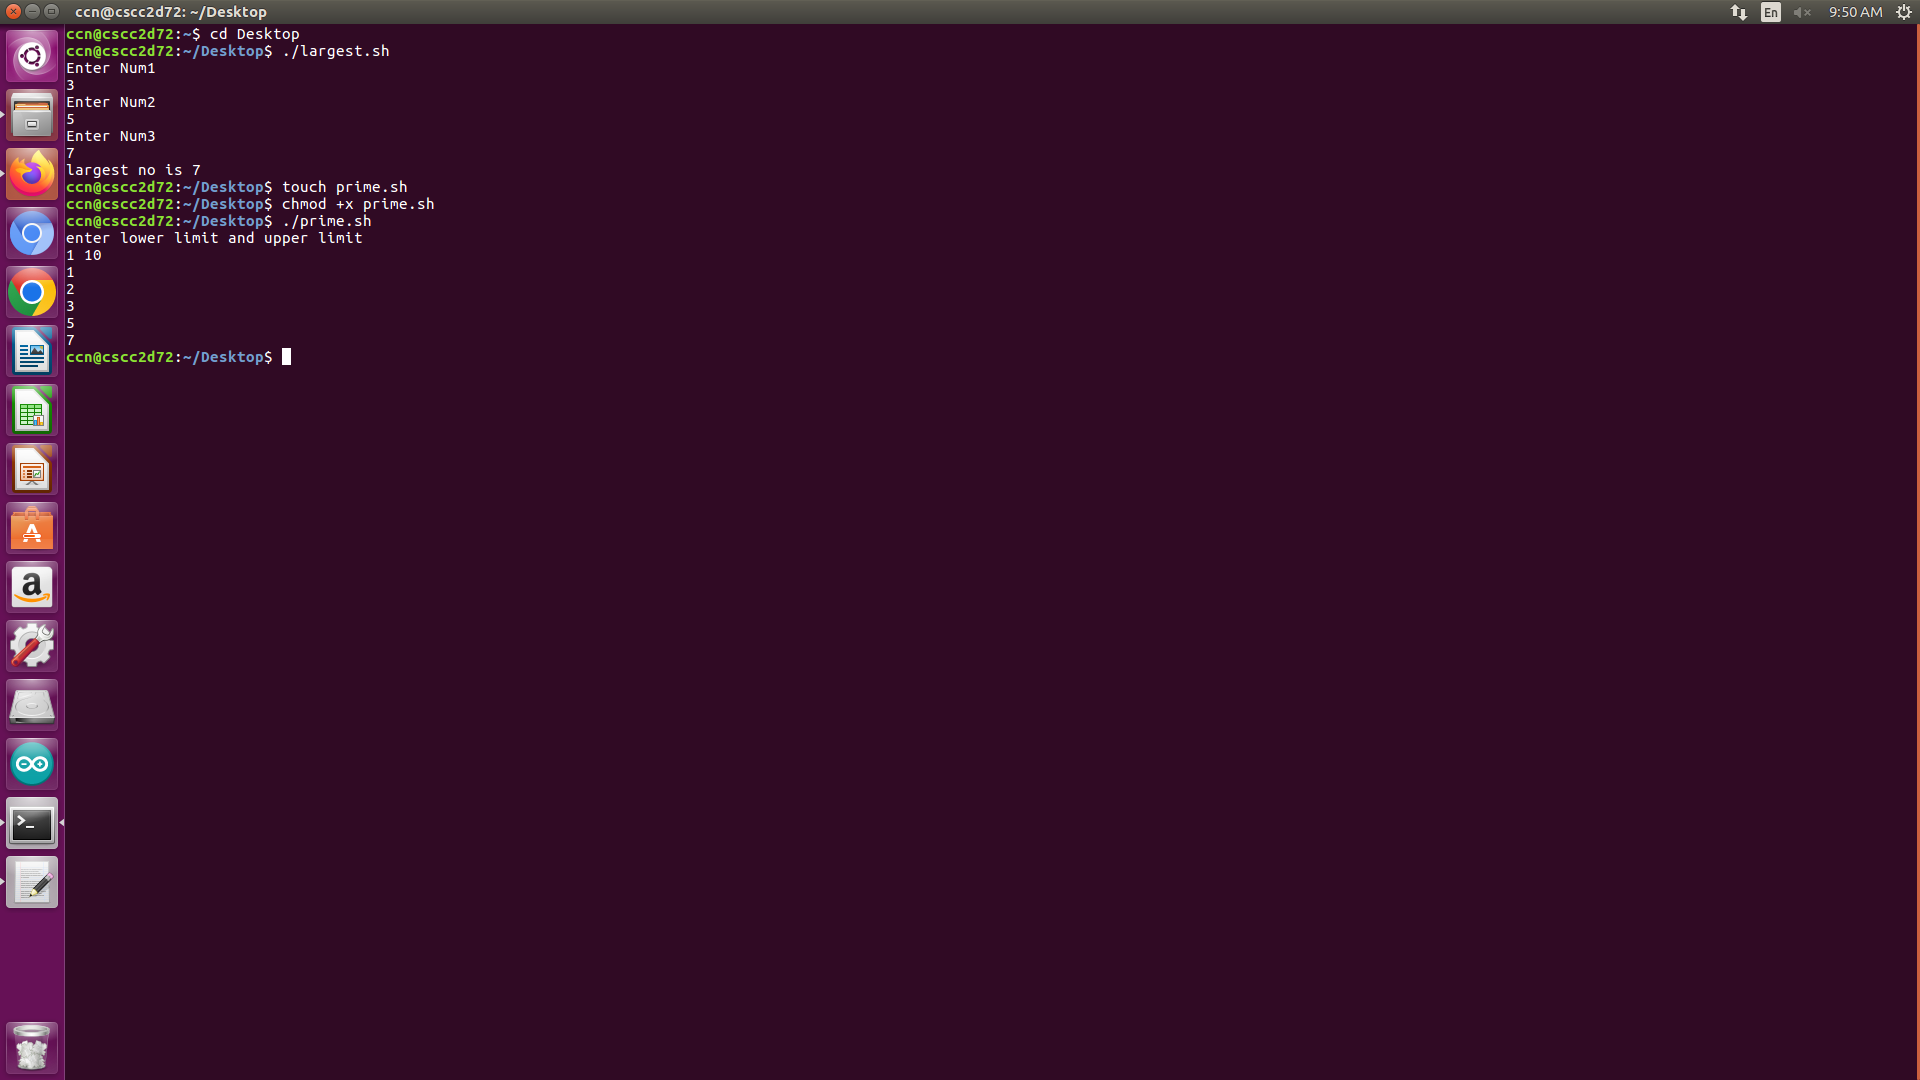 ccn@cscc2d72: ~/Desktop
En
9:50 AM
ccn@cscc2d72:~$ cd Desktop
ccn@cscc2d72:~/Desktop$ ./largest.sh
Enter Num1
3
Enter Num2
5
Enter Num3
7
largest no is 7
ccn@cscc2d72:~/Desktop$ touch prime.sh
ccn@cscc2d72:~/Desktop$ chmod +x prime.sh
ccn@cscc2d72:~/Desktop$ ./prime.sh
enter lower limit and upper limit
1 10
1
2
3
5
7
ccn@cscc2d72:~/Desktop$